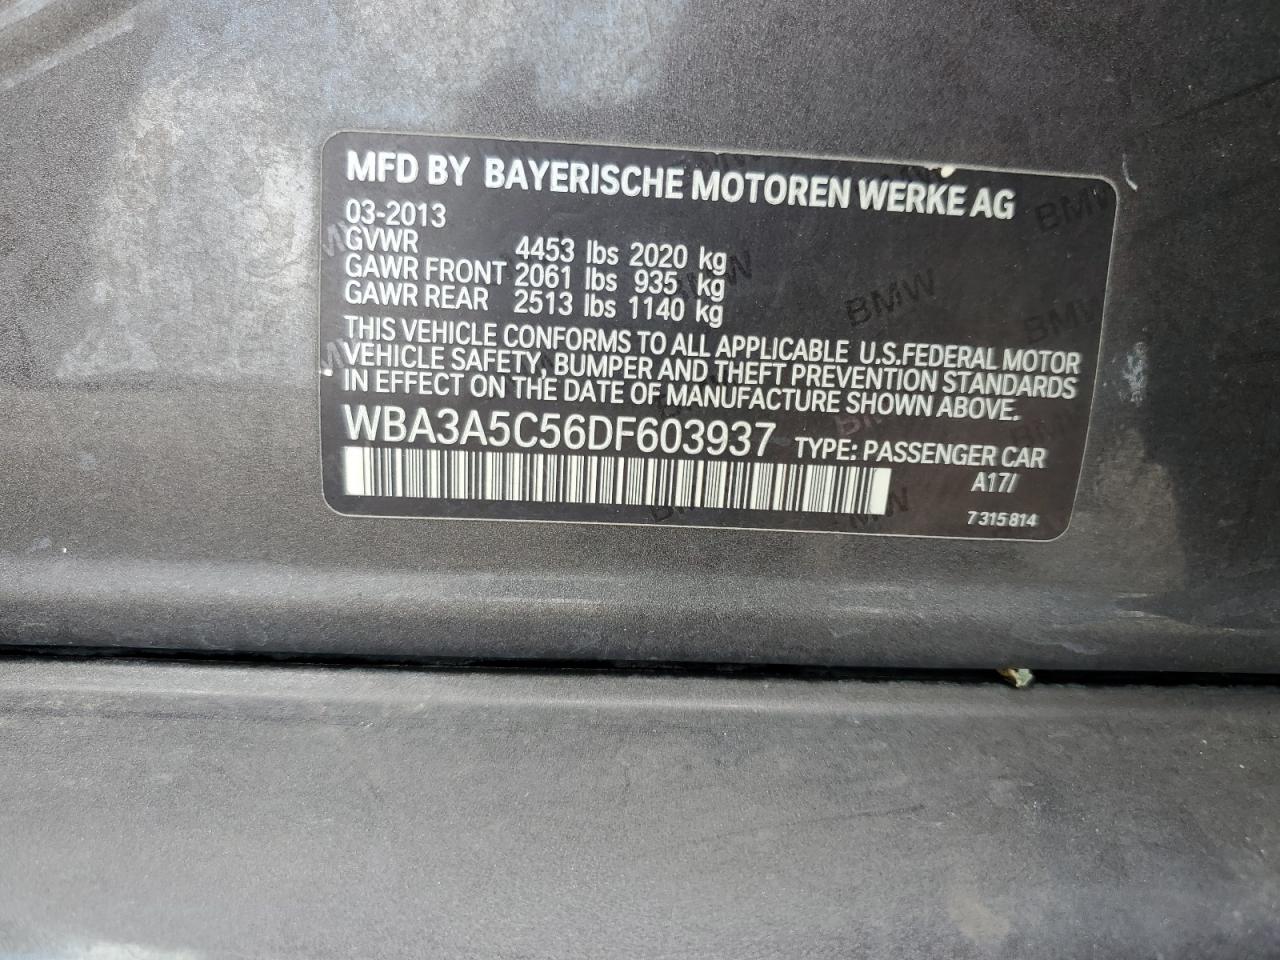 MFD BY BAYERISCHE MOTOREN WERKE AG
03-2013
GVWR 4453 lbs 2020 kg
GAWR FRONT 2061 lbs 935 kg
GAWR REAR 2513 lbs 1140 kg
THIS VEHICLE CONFORMS TO ALL APPLICABLE U.S.FEDERAL MOTOR
VEHICLE SAFETY, BUMPER AND THEFT PREVENTION STANDARDS
IN EFFECT ON THE DATE OF MANUFACTURE SHOWN ABOVE.
WBA3A5C56DF603937 TYPE: PASSENGER CAR
A17/
7 315 814